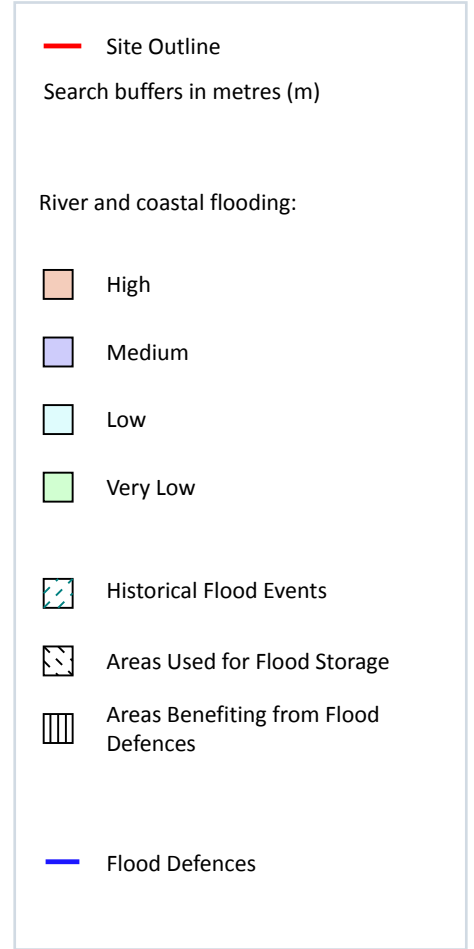 Site Outline
Search buffers in metres (m)
River and coastal flooding:
High
Medium
Low
Very Low
Historical Flood Events
Areas Used for Flood Storage
Areas Benefiting from Flood
Defences
Flood Defences